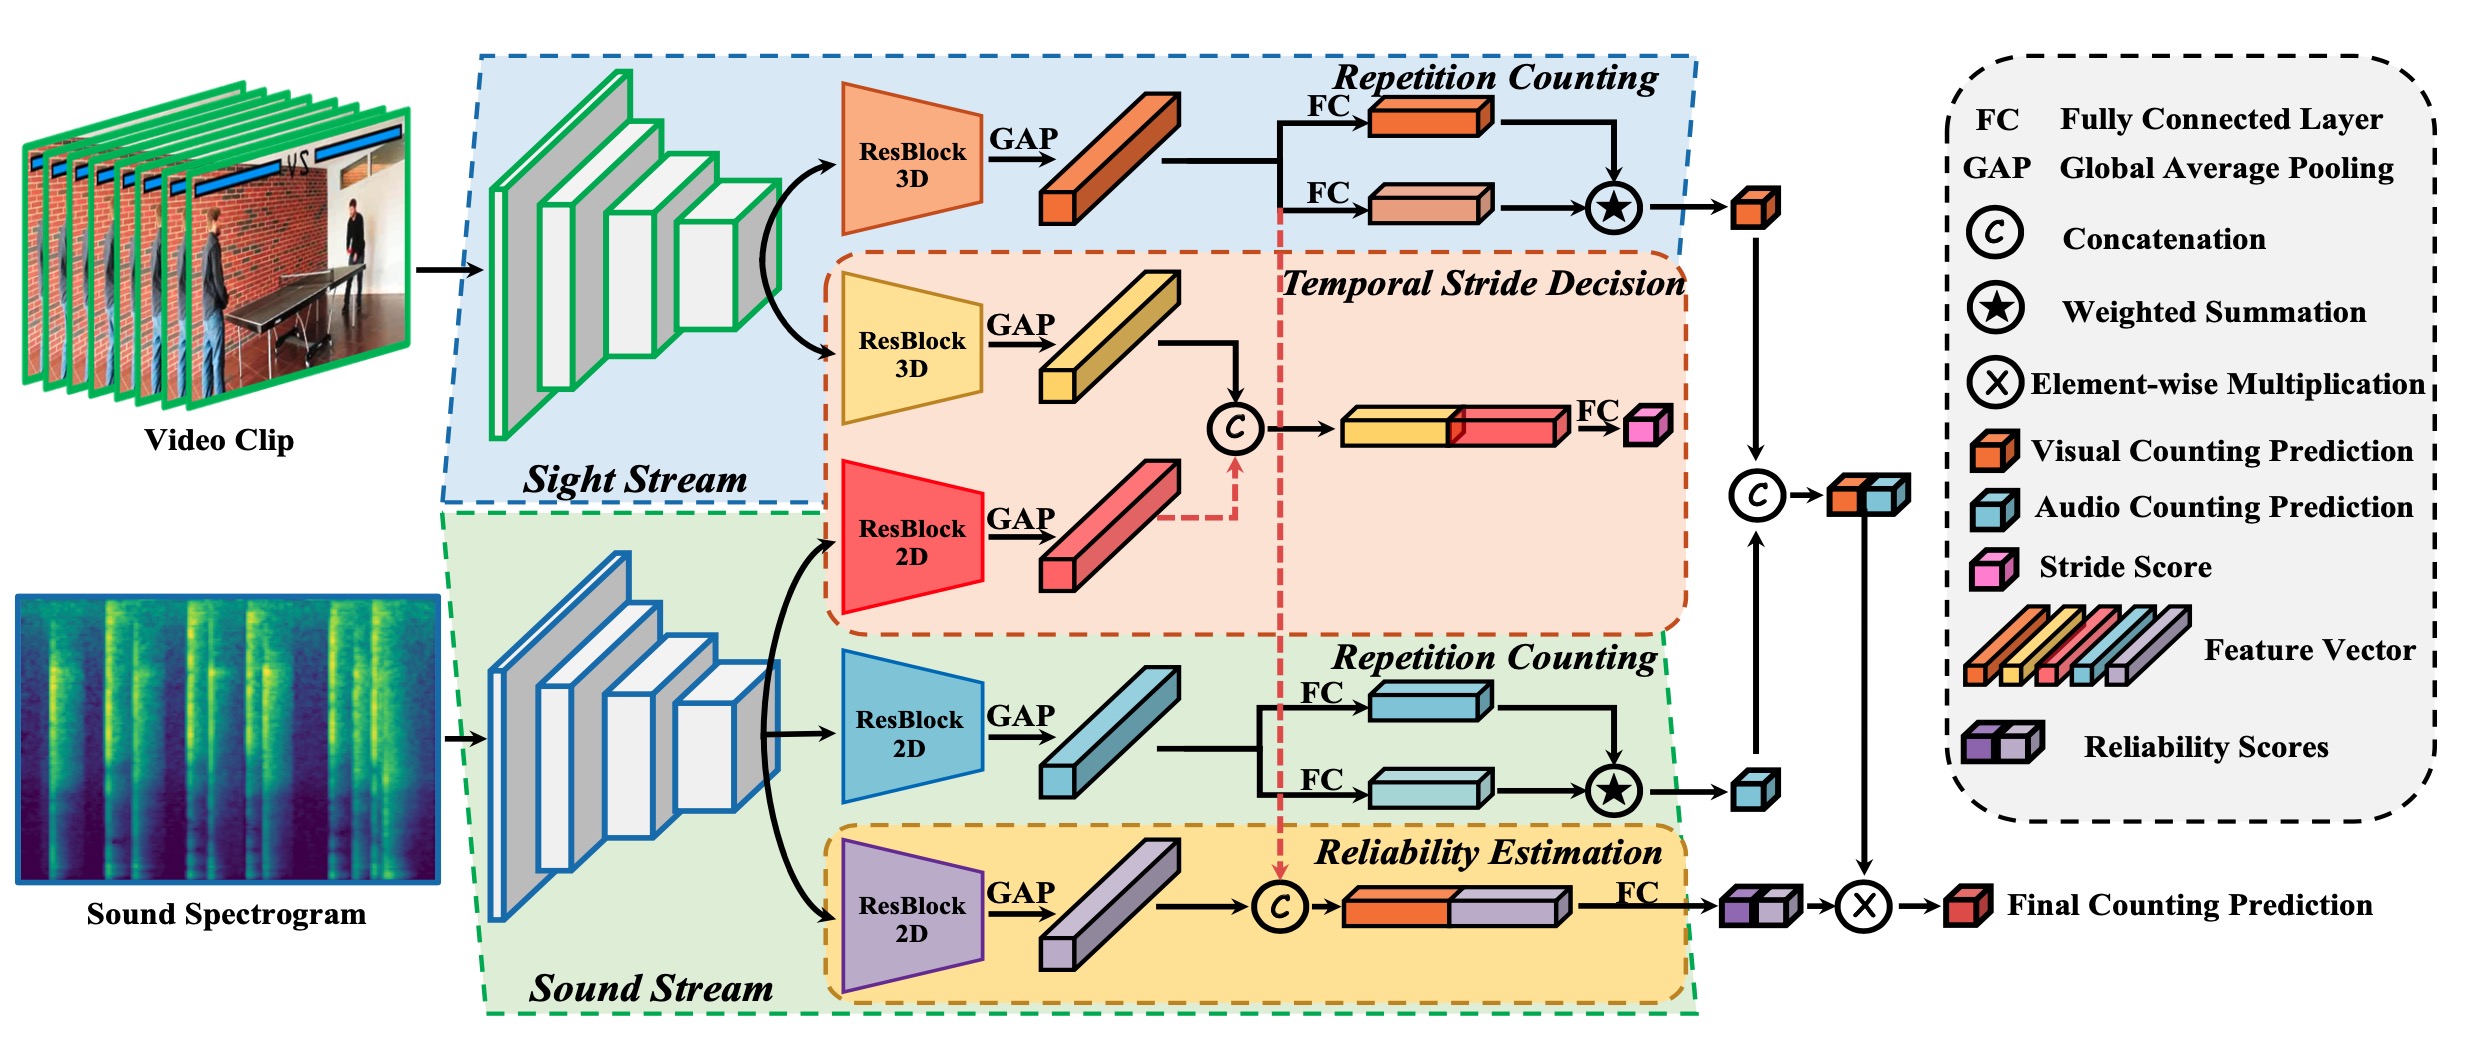 Repetition Counting
FC
FC
ResBlock
3D
GAP
VS
Video Clip
Temporal Stride Decision
ResBlock
3D
GAP
C
FC
Sight Stream
ResBlock
2D
GAP
C
Repetition Counting
FC
FC
ResBlock
2D
GAP
Sound Spectrogram
Reliability Estimation
ResBlock
2D
GAP
C
FC
X
Final Counting Prediction
Sound Stream
FC Fully Connected Layer
GAP Global Average Pooling
C Concatenation
Weighted Summation
X Element-wise Multiplication
Visual Counting Prediction
Audio Counting Prediction
Stride Score
Feature Vector
Reliability Scores